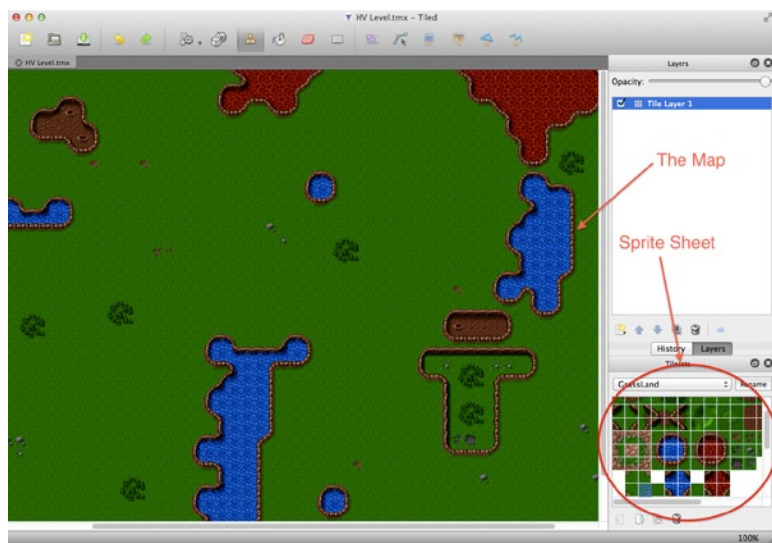 HV Level.tmx – Tiled
HV Level.tmx
Layers
Opacity:
Tile Layer 1
The Map
Sprite Sheet
History
Layers
Tilesets
GrassLand
Rename
100%